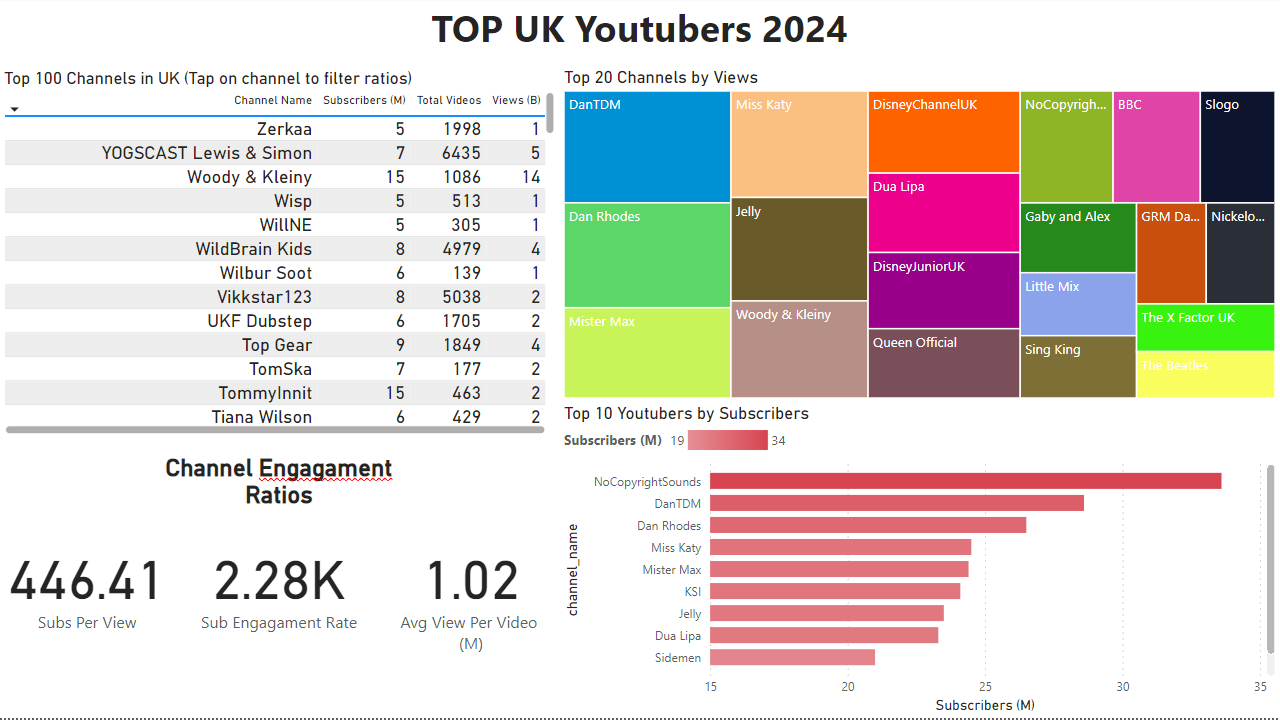 TOP UK Youtubers 2024
Top 100 Channels in UK (Tap on channel to filter ratios)
Channel Name Subscribers (M) Total Videos Views (B)
Zerkaa 5 1998 1
YOGSCAST Lewis & Simon 7 6435 5
Woody & Kleiny 15 1086 14
Wisp 5 513 1
WillNE 5 305 1
WildBrain Kids 8 4979 4
Wilbur Soot 6 139 1
Vikkstar123 8 5038 2
UKF Dubstep 6 1705 2
Top Gear 9 1849 4
TomSka 7 177 2
TommyInnit 15 463 2
Tiana Wilson 6 429 2
Channel Engagament
Ratios
446.41
Subs Per View
2.28K
Sub Engagament Rate
1.02
Avg View Per Video
(M)
Top 20 Channels by Views
DanTDM
Dan Rhodes
Mister Max
Miss Katy
Jelly
Woody & Kleiny
DisneyChannelUK
Dua Lipa
DisneyJuniorUK
Queen Official
NoCopyrigh...
BBC
Slogo
Gaby and Alex
Little Mix
Sing King
GRM Da...
Nickelo...
The X Factor UK
The Beatles
Top 10 Youtubers by Subscribers
Subscribers (M) 19 34
channel_name
NoCopyrightSounds
DanTDM
Dan Rhodes
Miss Katy
Mister Max
KSI
Jelly
Dua Lipa
Sidemen
15 20 25 30 35
Subscribers (M)